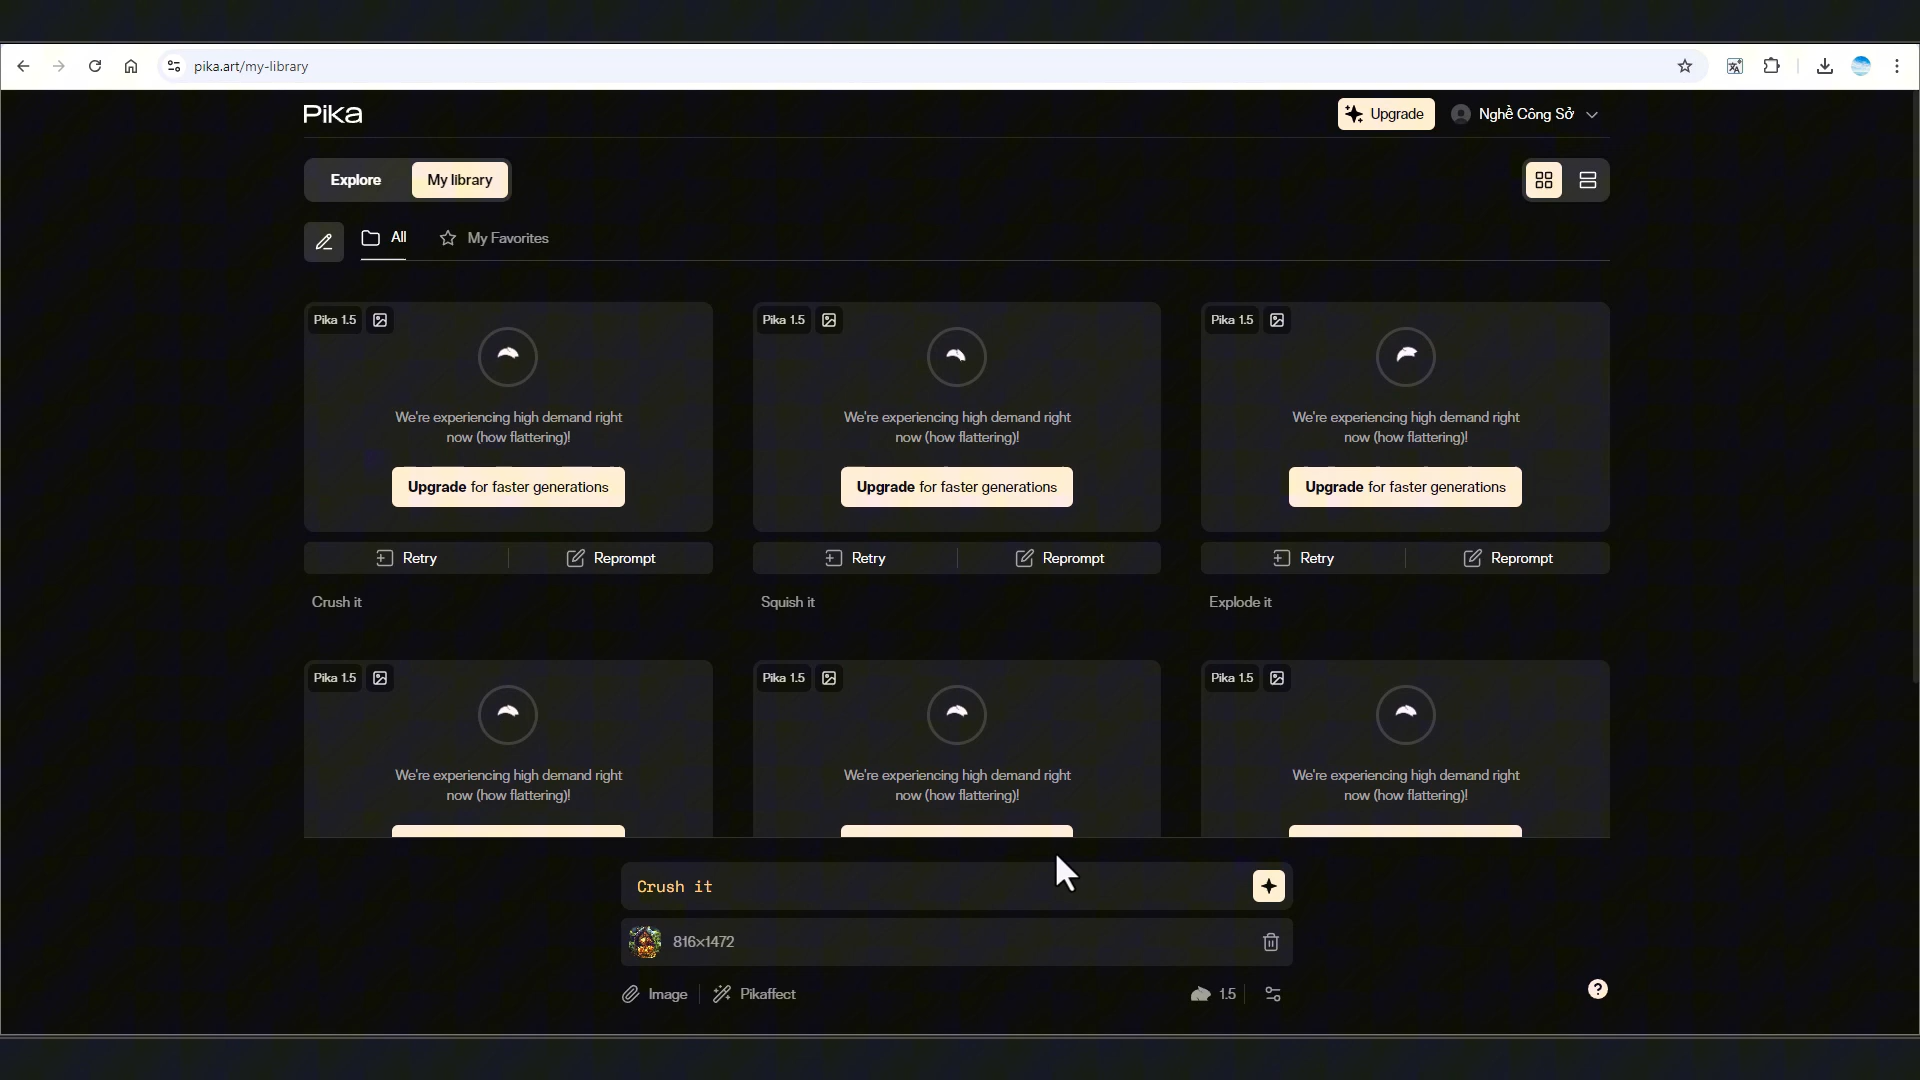 pika.art/my-library
Pika
Upgrade
Nghề Công Sở
Explore
My library
All
My Favorites
Pika 1.5
Pika 1.5
Pika 1.5
We're experiencing high demand right
now (how flattering)!
We're experiencing high demand right
now (how flattering)!
We're experiencing high demand right
now (how flattering)!
Upgrade for faster generations
Upgrade for faster generations
Upgrade for faster generations
Retry
Reprompt
Retry
Reprompt
Retry
Reprompt
Crush it
Squish it
Explode it
Pika 1.5
Pika 1.5
Pika 1.5
We're experiencing high demand right
now (how flattering)!
We're experiencing high demand right
now (how flattering)!
We're experiencing high demand right
now (how flattering)!
Crush it
816×1472
Image
Pikaffect
1.5
?